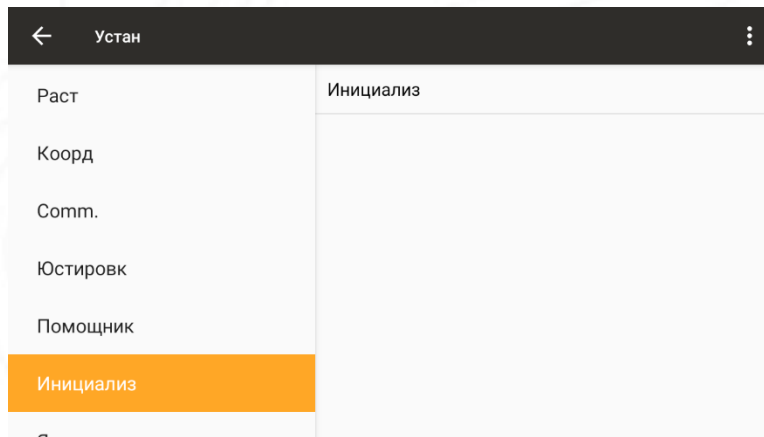 Устан
Раст
Коорд
Comm.
Юстировк
Помощник
Инициализ
Инициализ